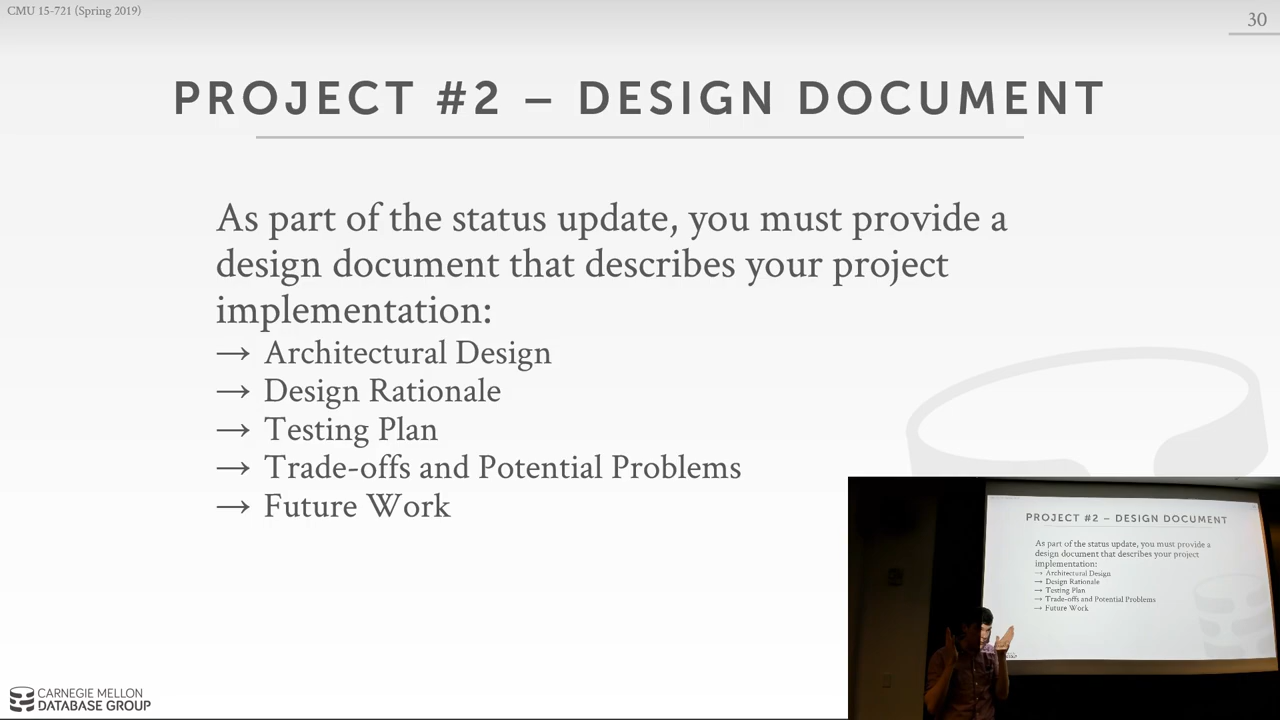 CMU 15-721 (Spring 2019)
30
PROJECT #2 – DESIGN DOCUMENT
As part of the status update, you must provide a
design document that describes your project
implementation:
→ Architectural Design
→ Design Rationale
→ Testing Plan
→ Trade-offs and Potential Problems
→ Future Work
CARNEGIE MELLON
DATABASE GROUP
PROJECT #2 – DESIGN DOCUMENT
As part of the status update, you must provide a
design document that describes your project
implementation:
→ Architectural Design
→ Design Rationale
→ Testing Plan
→ Trade-offs and Potential Problems
→ Future Work